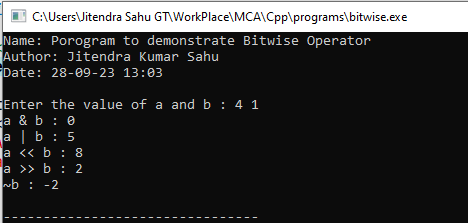 C:\Users\Jitendra Sahu GT\WorkPlace\MCA\Cpp\programs\bitwise.exe
Name: Porogram to demonstrate Bitwise Operator
Author: Jitendra Kumar Sahu
Date: 28-09-23 13:03
Enter the value of a and b : 4 1
a & b : 0
a | b : 5
a << b : 8
a >> b : 2
~b : -2
--------------------------------